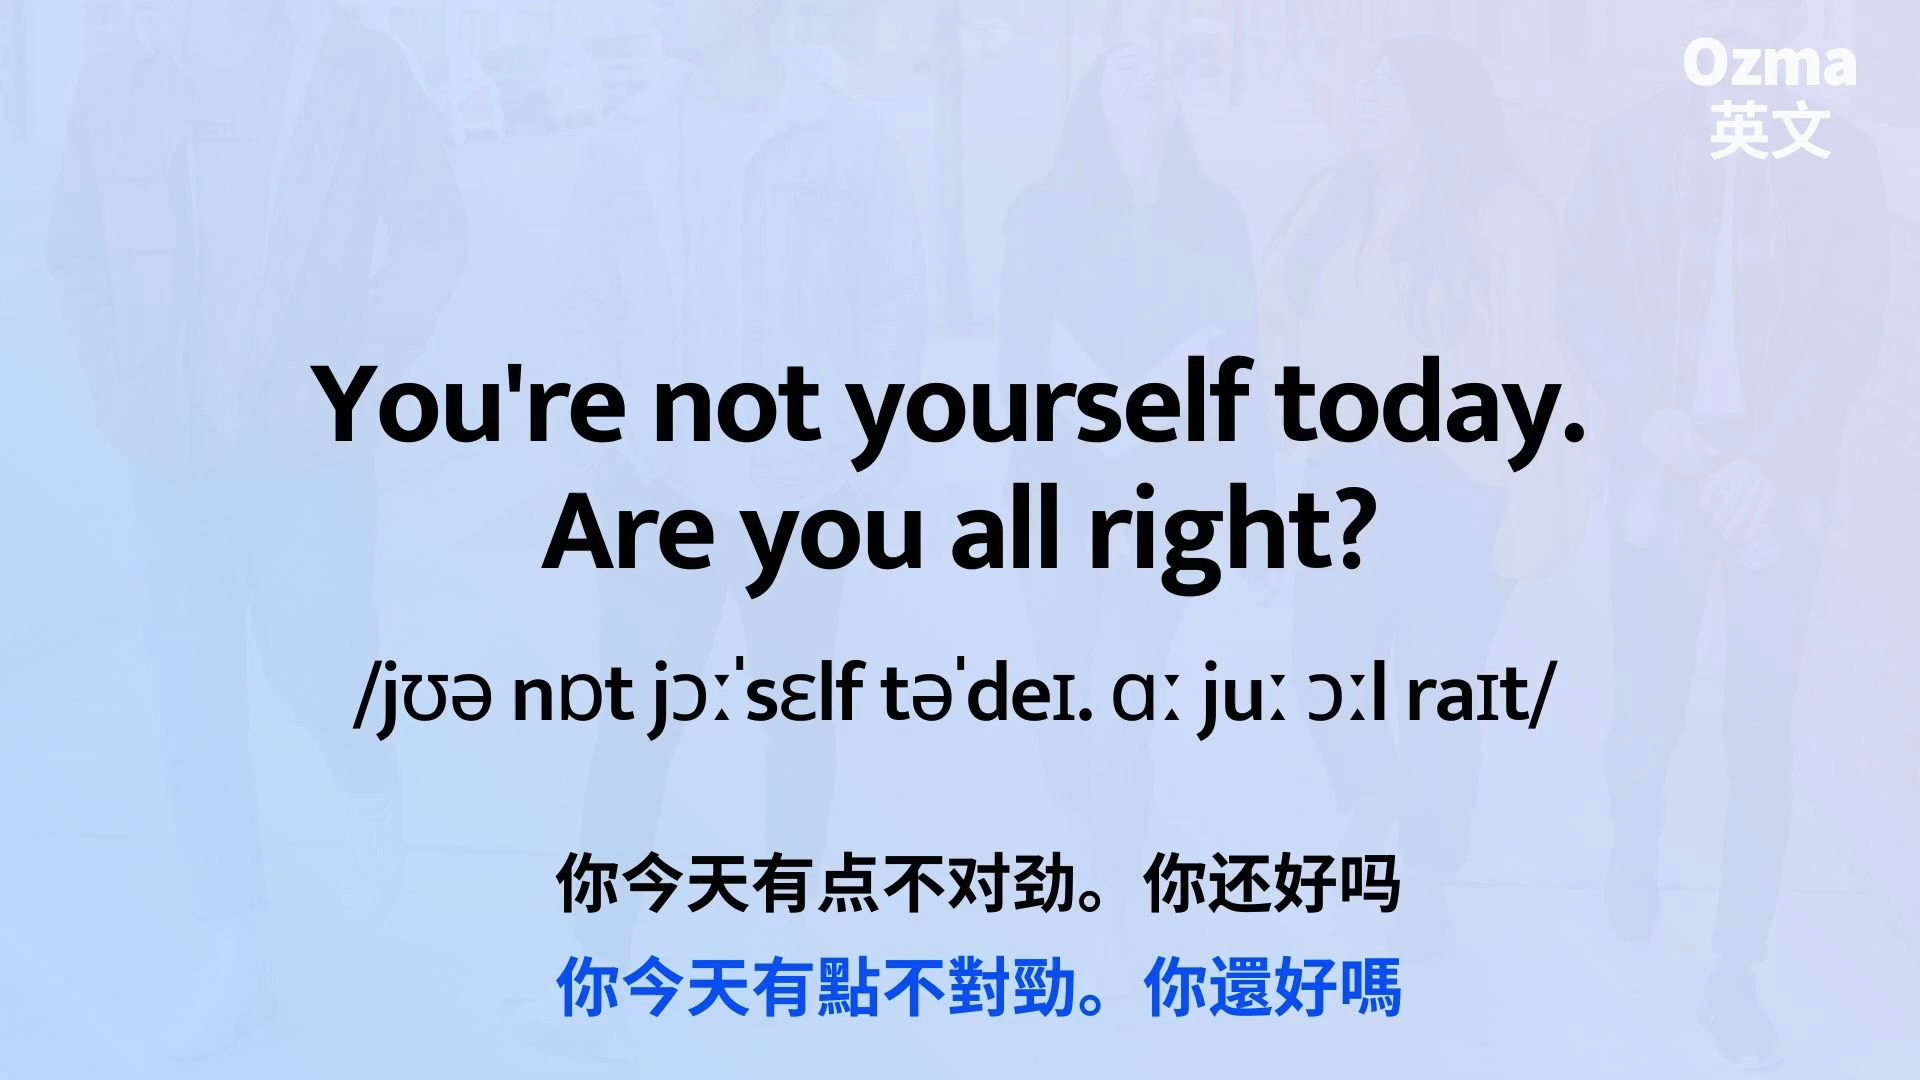 Ozma
英文
You're not yourself today.
Are you all right?
/jʊə nɒt jɔːˈsɛlf təˈdeɪ. ɑː juː ɔːl raɪt/
你今天有点不对劲。你还好吗
你今天有點不對勁。你還好嗎